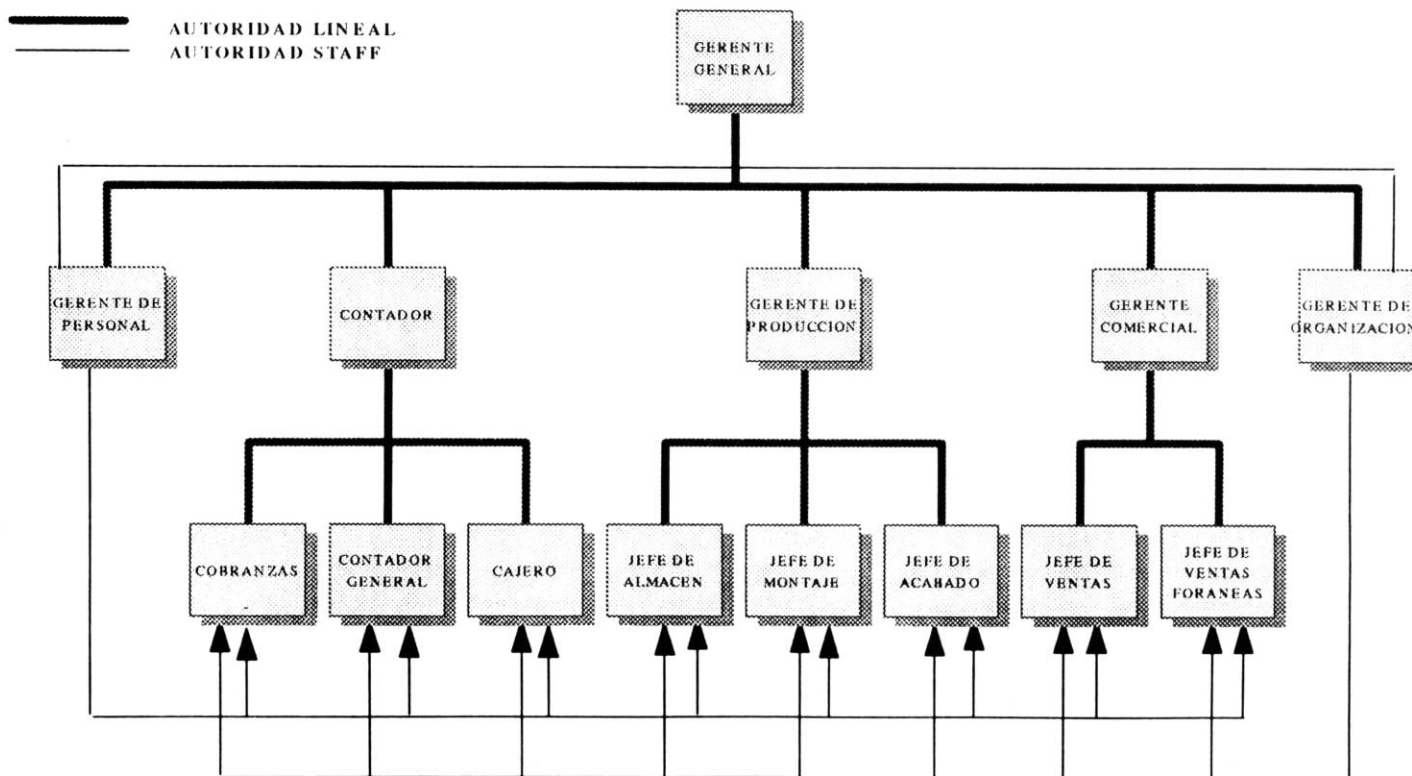 AUTORIDAD LINEAL
AUTORIDAD STAFF
GERENTE
GENERAL
GERENTE DE
PERSONAL
CONTADOR
GERENTE DE
PRODUCCION
GERENTE
COMERCIAL
GERENTE DE
ORGANIZACION
COBRANZAS
CONTADOR
GENERAL
CAJERO
JEFE DE
ALMACEN
JEFE DE
MONTAJE
JEFE DE
ACABADO
JEFE DE
VENTAS
JEFE DE
VENTAS
FORANEAS